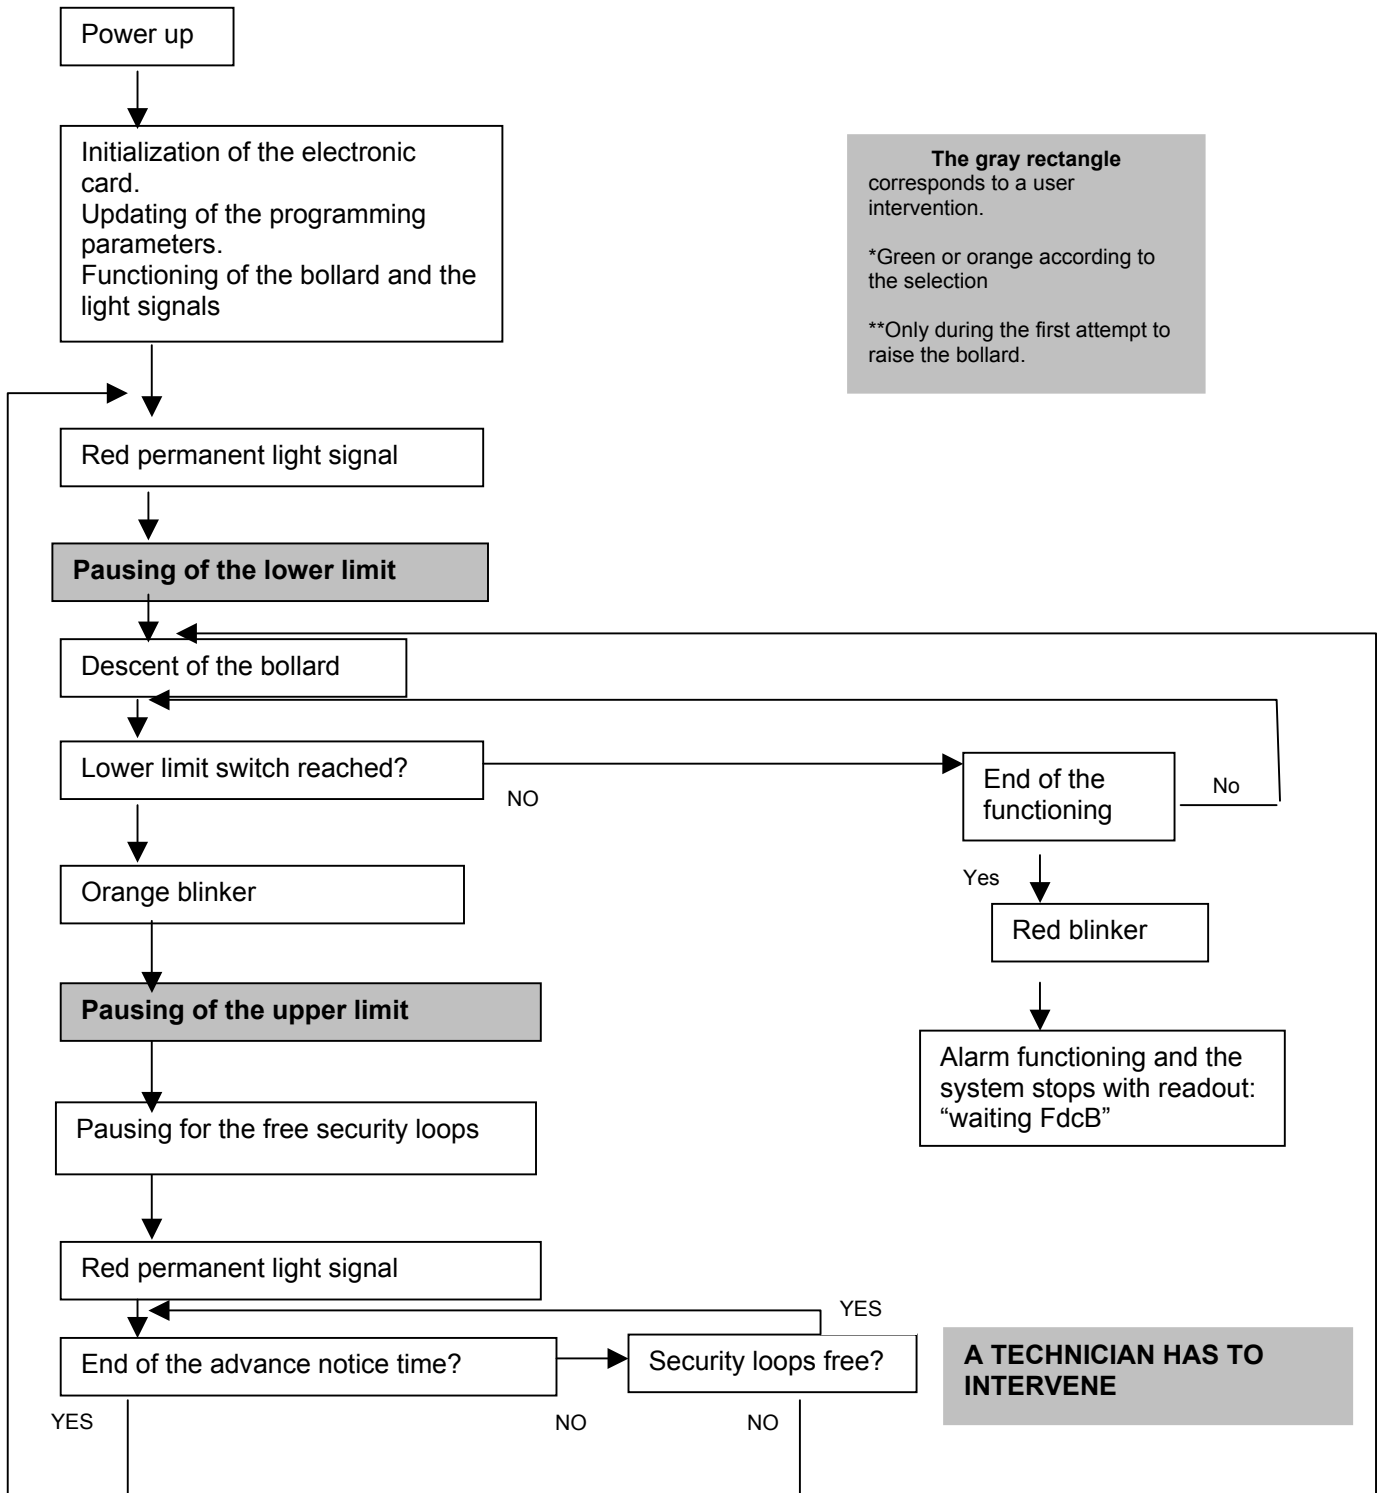 Power up
Initialization of the electronic
card.
Updating of the programming
parameters.
Functioning of the bollard and the
light signals
The gray rectangle
corresponds to a user
intervention.
*Green or orange according to
the selection
**Only during the first attempt to
raise the bollard.
Red permanent light signal
Pausing of the lower limit
Descent of the bollard
Lower limit switch reached?
NO
End of the
functioning
No
Yes
Orange blinker
Red blinker
Pausing of the upper limit
Alarm functioning and the
system stops with readout:
“waiting FdcB”
Pausing for the free security loops
Red permanent light signal
YES
End of the advance notice time?
Security loops free?
A TECHNICIAN HAS TO
INTERVENE
YES
NO
NO